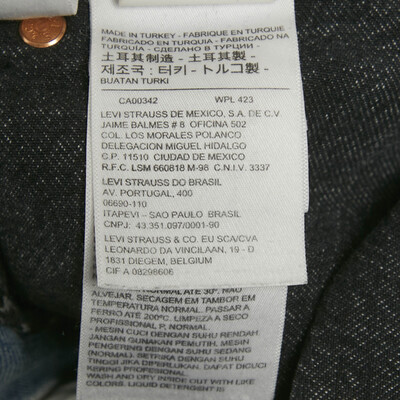 MADE IN TURKEY - FABRIQUE EN TURQUIE
FABRICADO EN TURQUIA - FABRICADO NA
TURQUÍA - СДЕЛАНО В ТУРЦИИ -
土耳其制造 - 土耳其製 -
제조국 : 터키 - トルコ製 -
BUATAN TURKI
CA00342 WPL 423
LEVI STRAUSS DE MEXICO, S.A. DE C.V.
JAIME BALMES # 8 OFICINA 502
COL. LOS MORALES POLANCO
DELEGACION MIGUEL HIDALGO
C.P. 11510 CIUDAD DE MEXICO
R.F.C. LSM 660818 M-98 C.N.I.V. 3337
LEVI STRAUSS DO BRASIL
AV. PORTUGAL, 400
06690-110
ITAPEVI - SAO PAULO BRASIL
CNPJ: 43.351.097/0001-90
LEVI STRAUSS & CO. EU SCA/CVA
LEONARDO DA VINCILAAN, 19 - D
1831 DIEGEM, BELGIUM
CIF A 08298606
NORMAL ATÉ 30°, NÃO
ALVEJAR, SECAGEM EM TAMBOR EM
TEMPERATURA NORMAL, PASSAR A
FERRO ATÉ 200ºC. LIMPEZA A SECO
PROFISSIONAL P, NORMAL.
- MESIN CUCI DENGAN SUHU RENDAH.
JANGAN GUNAKAN PEMUTIH. MESIN
PENGERING DENGAN SUHU SEDANG
(NORMAL). SETRIKA DENGAN SUHU
TINGGI JIKA DIPERLUKAN. DAPAT DICUCI
KERING PROFESSIONAL.
WASH AND DRY INSIDE OUT WITH LIKE
COLORS. LIQUID DETERGENT